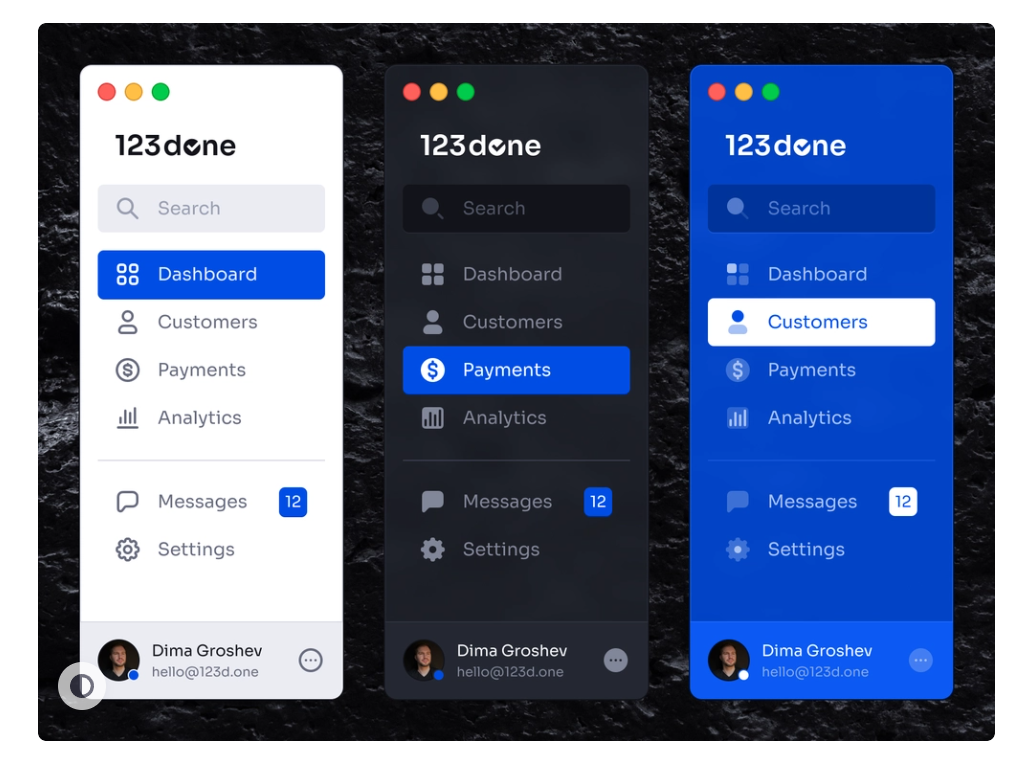 123done
Search
Dashboard
Customers
Payments
Analytics
Messages 12
Settings
Dima Groshev
hello@123d.one
123done
Search
Dashboard
Customers
Payments
Analytics
Messages 12
Settings
Dima Groshev
hello@123d.one
123done
Search
Dashboard
Customers
Payments
Analytics
Messages 12
Settings
Dima Groshev
hello@123d.one